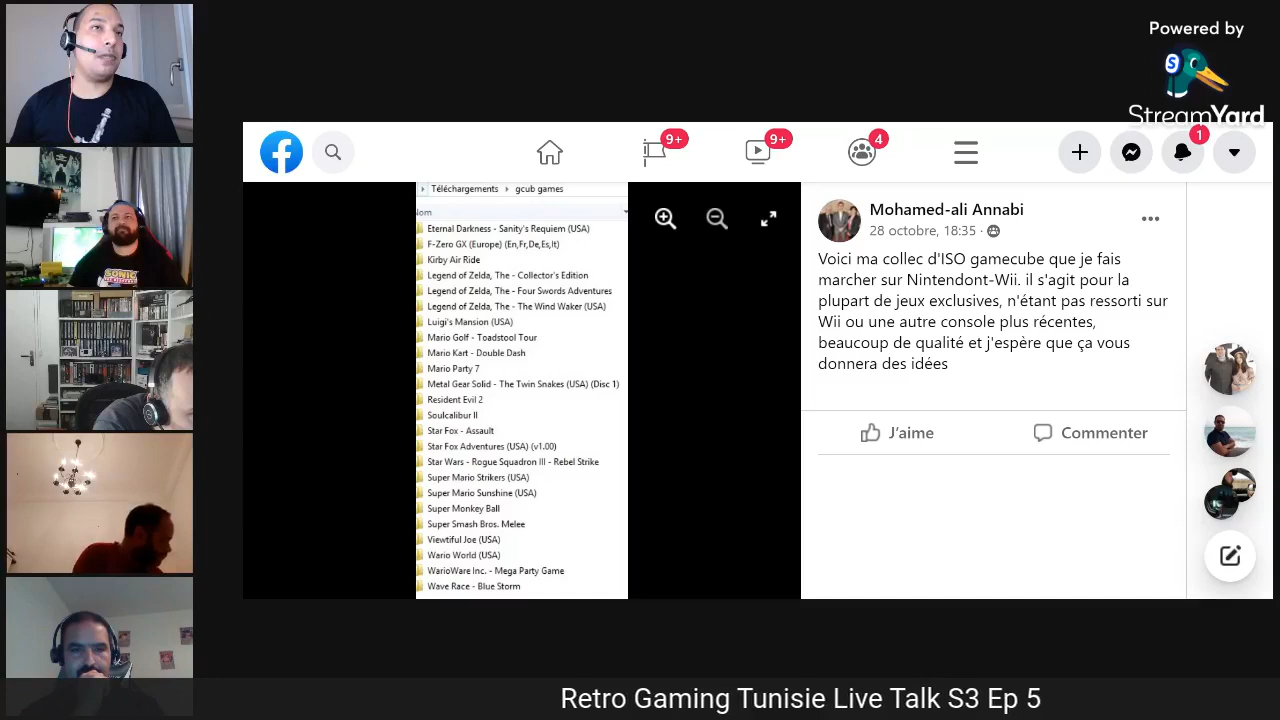 Powered by
StreamYard
9+
9+
4
1
Téléchargements
gcub games
Nom
Eternal Darkness - Sanity's Requiem (USA)
F-Zero GX (Europe) (En,Fr,De,Es,It)
Kirby Air Ride
Legend of Zelda, The - Collector's Edition
Legend of Zelda, The - Four Swords Adventures
Legend of Zelda, The - The Wind Waker (USA)
Luigi's Mansion (USA)
Mario Golf - Toadstool Tour
Mario Kart - Double Dash
Mario Party 7
Metal Gear Solid - The Twin Snakes (USA) (Disc 1)
Resident Evil 2
Soulcalibur II
Star Fox - Assault
Star Fox Adventures (USA) (v1.00)
Star Wars - Rogue Squadron III - Rebel Strike
Super Mario Strikers (USA)
Super Mario Sunshine (USA)
Super Monkey Ball
Super Smash Bros. Melee
Viewtiful Joe (USA)
Wario World (USA)
WarioWare Inc. - Mega Party Game
Wave Race - Blue Storm
Mohamed-ali Annabi
28 octobre, 18:35 ·
Voici ma collec d'ISO gamecube que je fais
marcher sur Nintendont-Wii. il s'agit pour la
plupart de jeux exclusives, n'étant pas ressorti sur
Wii ou une autre console plus récentes,
beaucoup de qualité et j'espère que ça vous
donnera des idées
J'aime
Commenter
SONIC
Retro Gaming Tunisie Live Talk S3 Ep 5